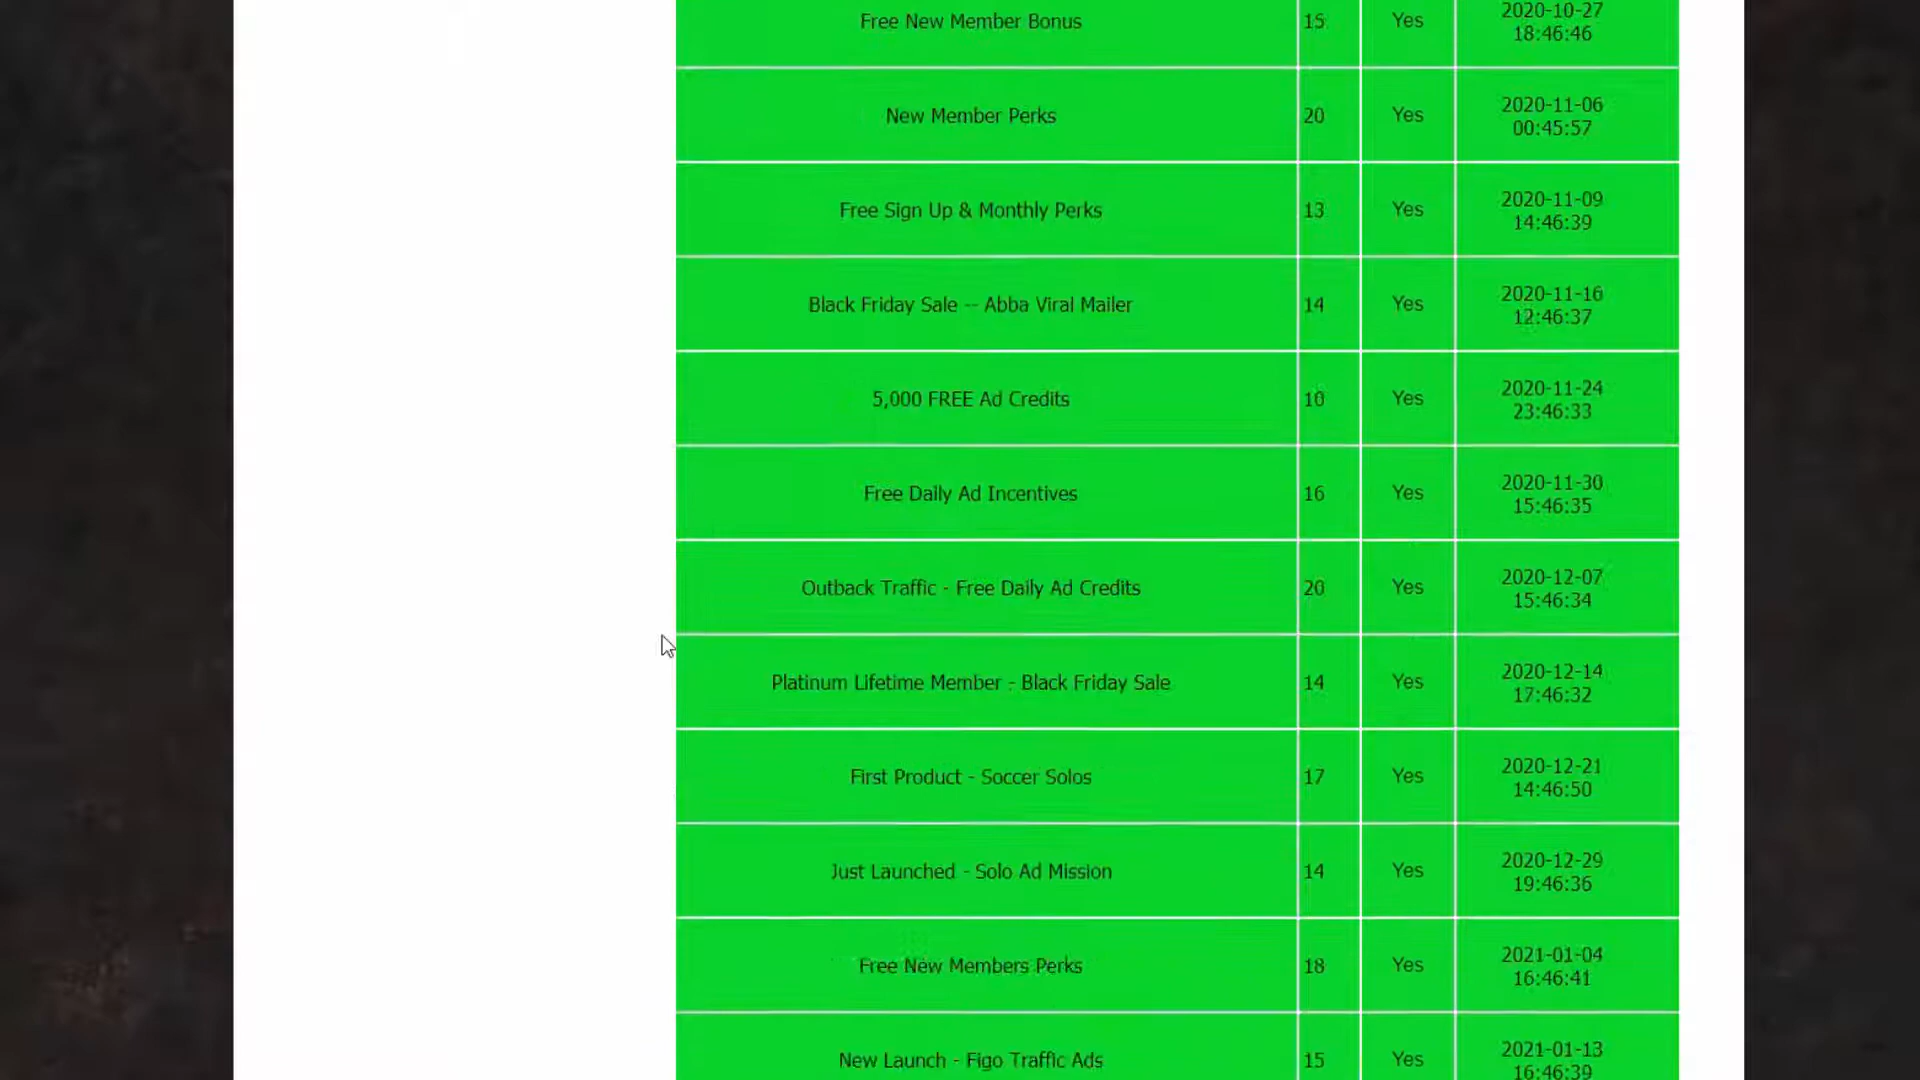 Free New Member Bonus 15 Yes 2020-10-27
18:46:46
New Member Perks 20 Yes 2020-11-06
00:45:57
Free Sign Up & Monthly Perks 13 Yes 2020-11-09
14:46:39
Black Friday Sale -- Abba Viral Mailer 14 Yes 2020-11-16
12:46:37
5,000 FREE Ad Credits 10 Yes 2020-11-24
23:46:33
Free Daily Ad Incentives 16 Yes 2020-11-30
15:46:35
Outback Traffic - Free Daily Ad Credits 20 Yes 2020-12-07
15:46:34
Platinum Lifetime Member - Black Friday Sale 14 Yes 2020-12-14
17:46:32
First Product - Soccer Solos 17 Yes 2020-12-21
14:46:50
Just Launched - Solo Ad Mission 14 Yes 2020-12-29
19:46:36
Free New Members Perks 18 Yes 2021-01-04
16:46:41
New Launch - Figo Traffic Ads 15 Yes 2021-01-13
16:46:39